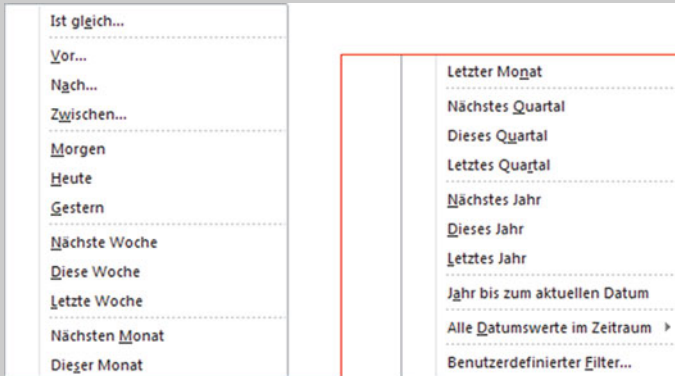 Ist gleich...
Vor...
Nach...
Zwischen...
Morgen
Heute
Gestern
Nächste Woche
Diese Woche
Letzte Woche
Nächsten Monat
Dieser Monat
Letzter Monat
Nächstes Quartal
Dieses Quartal
Letztes Quartal
Nächstes Jahr
Dieses Jahr
Letztes Jahr
Jahr bis zum aktuellen Datum
Alle Datumswerte im Zeitraum
Benutzerdefinierter Filter...